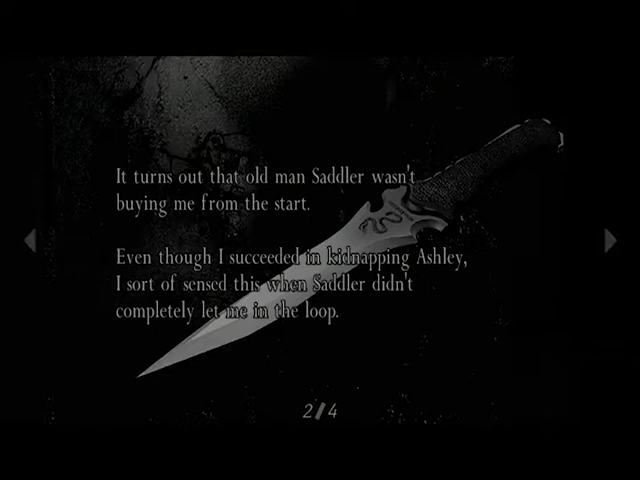 It turns out that old man Saddler wasn't
buying me from the start.
Even though I succeeded in kidnapping Ashley,
I sort of sensed this when Saddler didn't
completely let me in the loop.
2/4